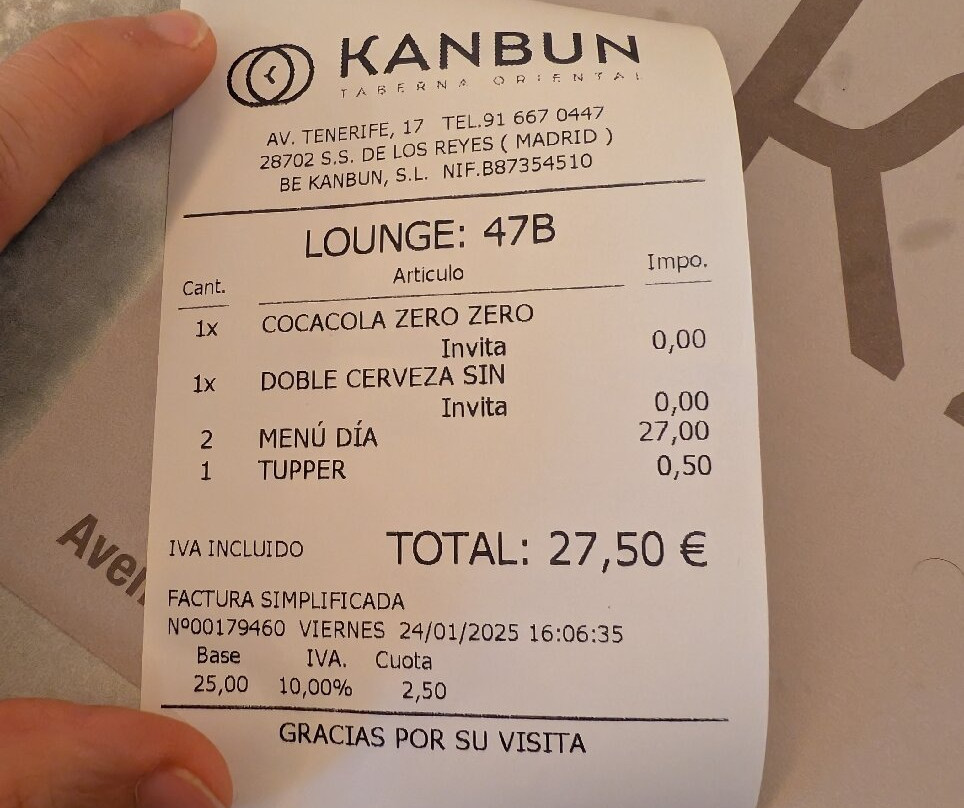 KANBUN
TABERNA ORIENTAL
AV. TENERIFE, 17 TEL.91 667 0447
28702 S.S. DE LOS REYES ( MADRID )
BE KANBUN, S.L. NIF.B87354510
LOUNGE: 47B
Cant. Articulo Impo.
1x COCACOLA ZERO ZERO
Invita 0,00
1x DOBLE CERVEZA SIN
Invita 0,00
2 MENÚ DÍA 27,00
1 TUPPER 0,50
IVA INCLUIDO TOTAL: 27,50 €
FACTURA SIMPLIFICADA
Nº00179460 VIERNES 24/01/2025 16:06:35
Base IVA. Cuota
25,00 10,00% 2,50
GRACIAS POR SU VISITA